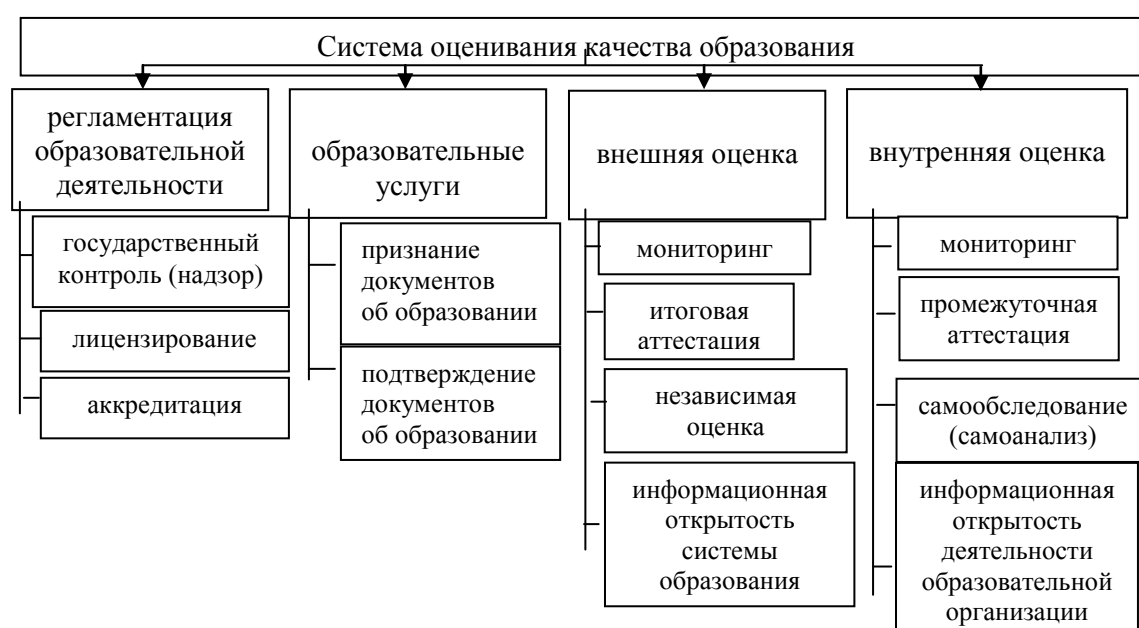 Система оценивания качества образования
регламентация
образовательной
деятельности
государственный
контроль (надзор)
лицензирование
аккредитация
образовательные
услуги
признание
документов
об образовании
подтверждение
документов
об образовании
внешняя оценка
мониторинг
итоговая
аттестация
независимая
оценка
информационная
открытость
системы
образования
внутренняя оценка
мониторинг
промежуточная
аттестация
самообследование
(самоанализ)
информационная
открытость
деятельности
образовательной
организации